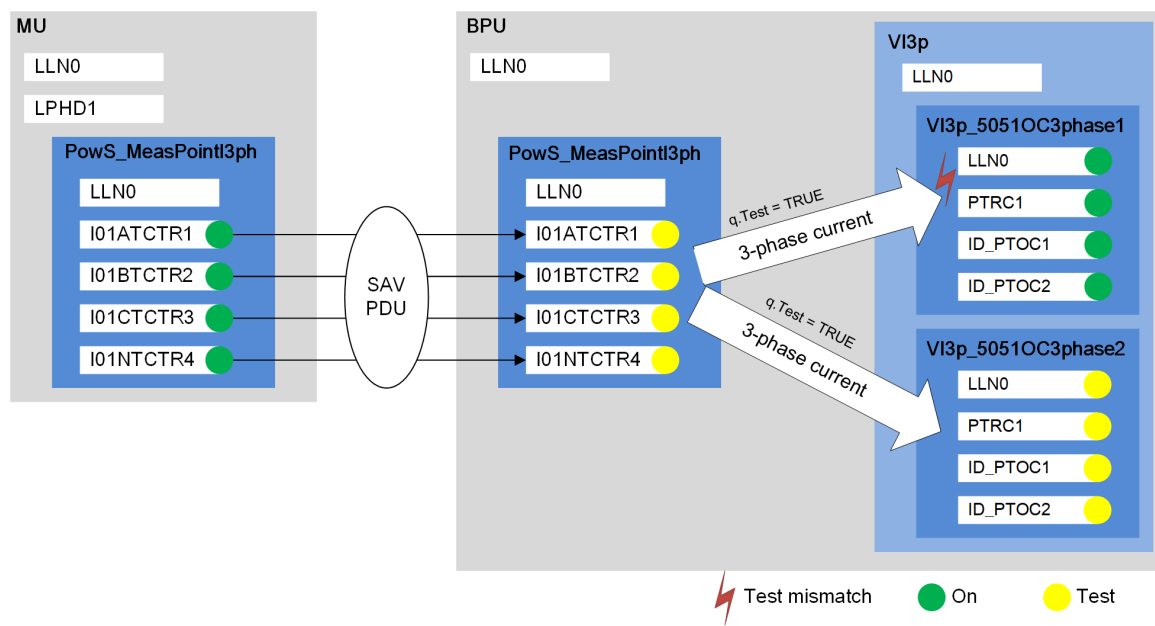 MU
LLN0
LPHD1
PowS_MeasPointI3ph
LLN0
I01ATCTR1
I01BTCTR2
I01CTCTR3
I01NTCTR4
SAV
PDU
BPU
LLN0
PowS_MeasPointI3ph
LLN0
I01ATCTR1
I01BTCTR2
I01CTCTR3
I01NTCTR4
q.Test = TRUE
3-phase current
q.Test = TRUE
3-phase current
VI3p
LLN0
VI3p_5051OC3phase1
LLN0
PTRC1
ID_PTOC1
ID_PTOC2
VI3p_5051OC3phase2
LLN0
PTRC1
ID_PTOC1
ID_PTOC2
Test mismatch
On
Test